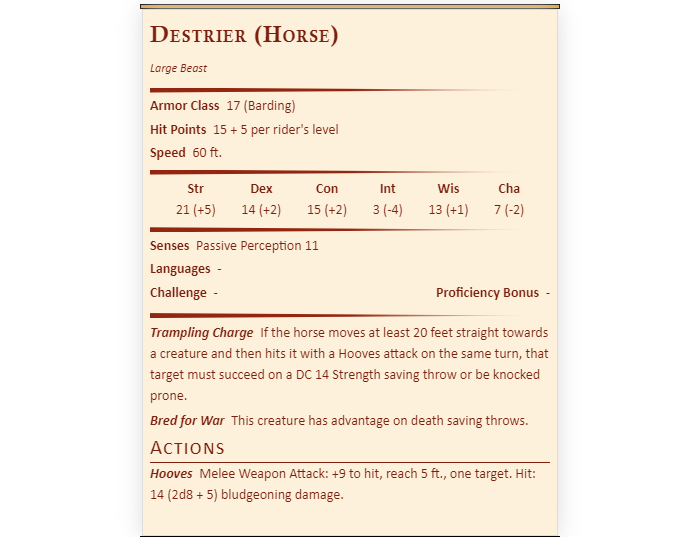 Destrier (Horse)
Large Beast
Armor Class 17 (Barding)
Hit Points 15 + 5 per rider's level
Speed 60 ft.
Str Dex Con Int Wis Cha
21 (+5) 14 (+2) 15 (+2) 3 (-4) 13 (+1) 7 (-2)
Senses Passive Perception 11
Languages -
Challenge - Proficiency Bonus -
Trampling Charge If the horse moves at least 20 feet straight towards
a creature and then hits it with a Hooves attack on the same turn, that
target must succeed on a DC 14 Strength saving throw or be knocked
prone.
Bred for War This creature has advantage on death saving throws.
Actions
Hooves Melee Weapon Attack: +9 to hit, reach 5 ft., one target. Hit:
14 (2d8 + 5) bludgeoning damage.